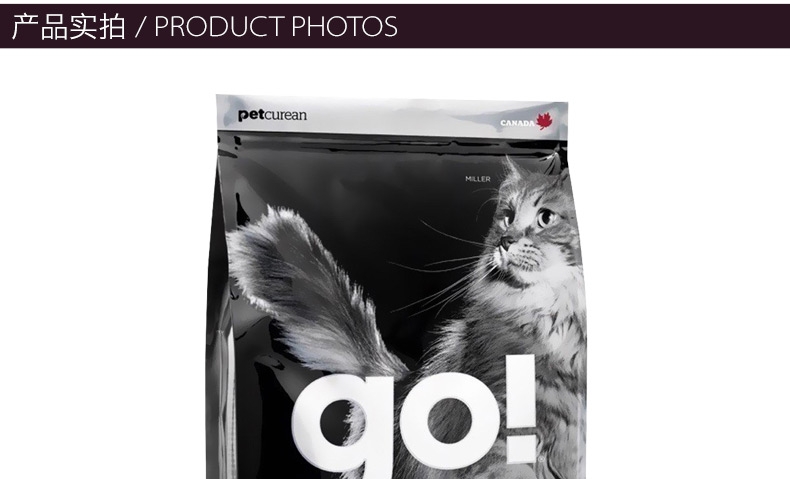 产品实拍 / PRODUCT PHOTOS
petcurean
CANADA
MILLER
go!